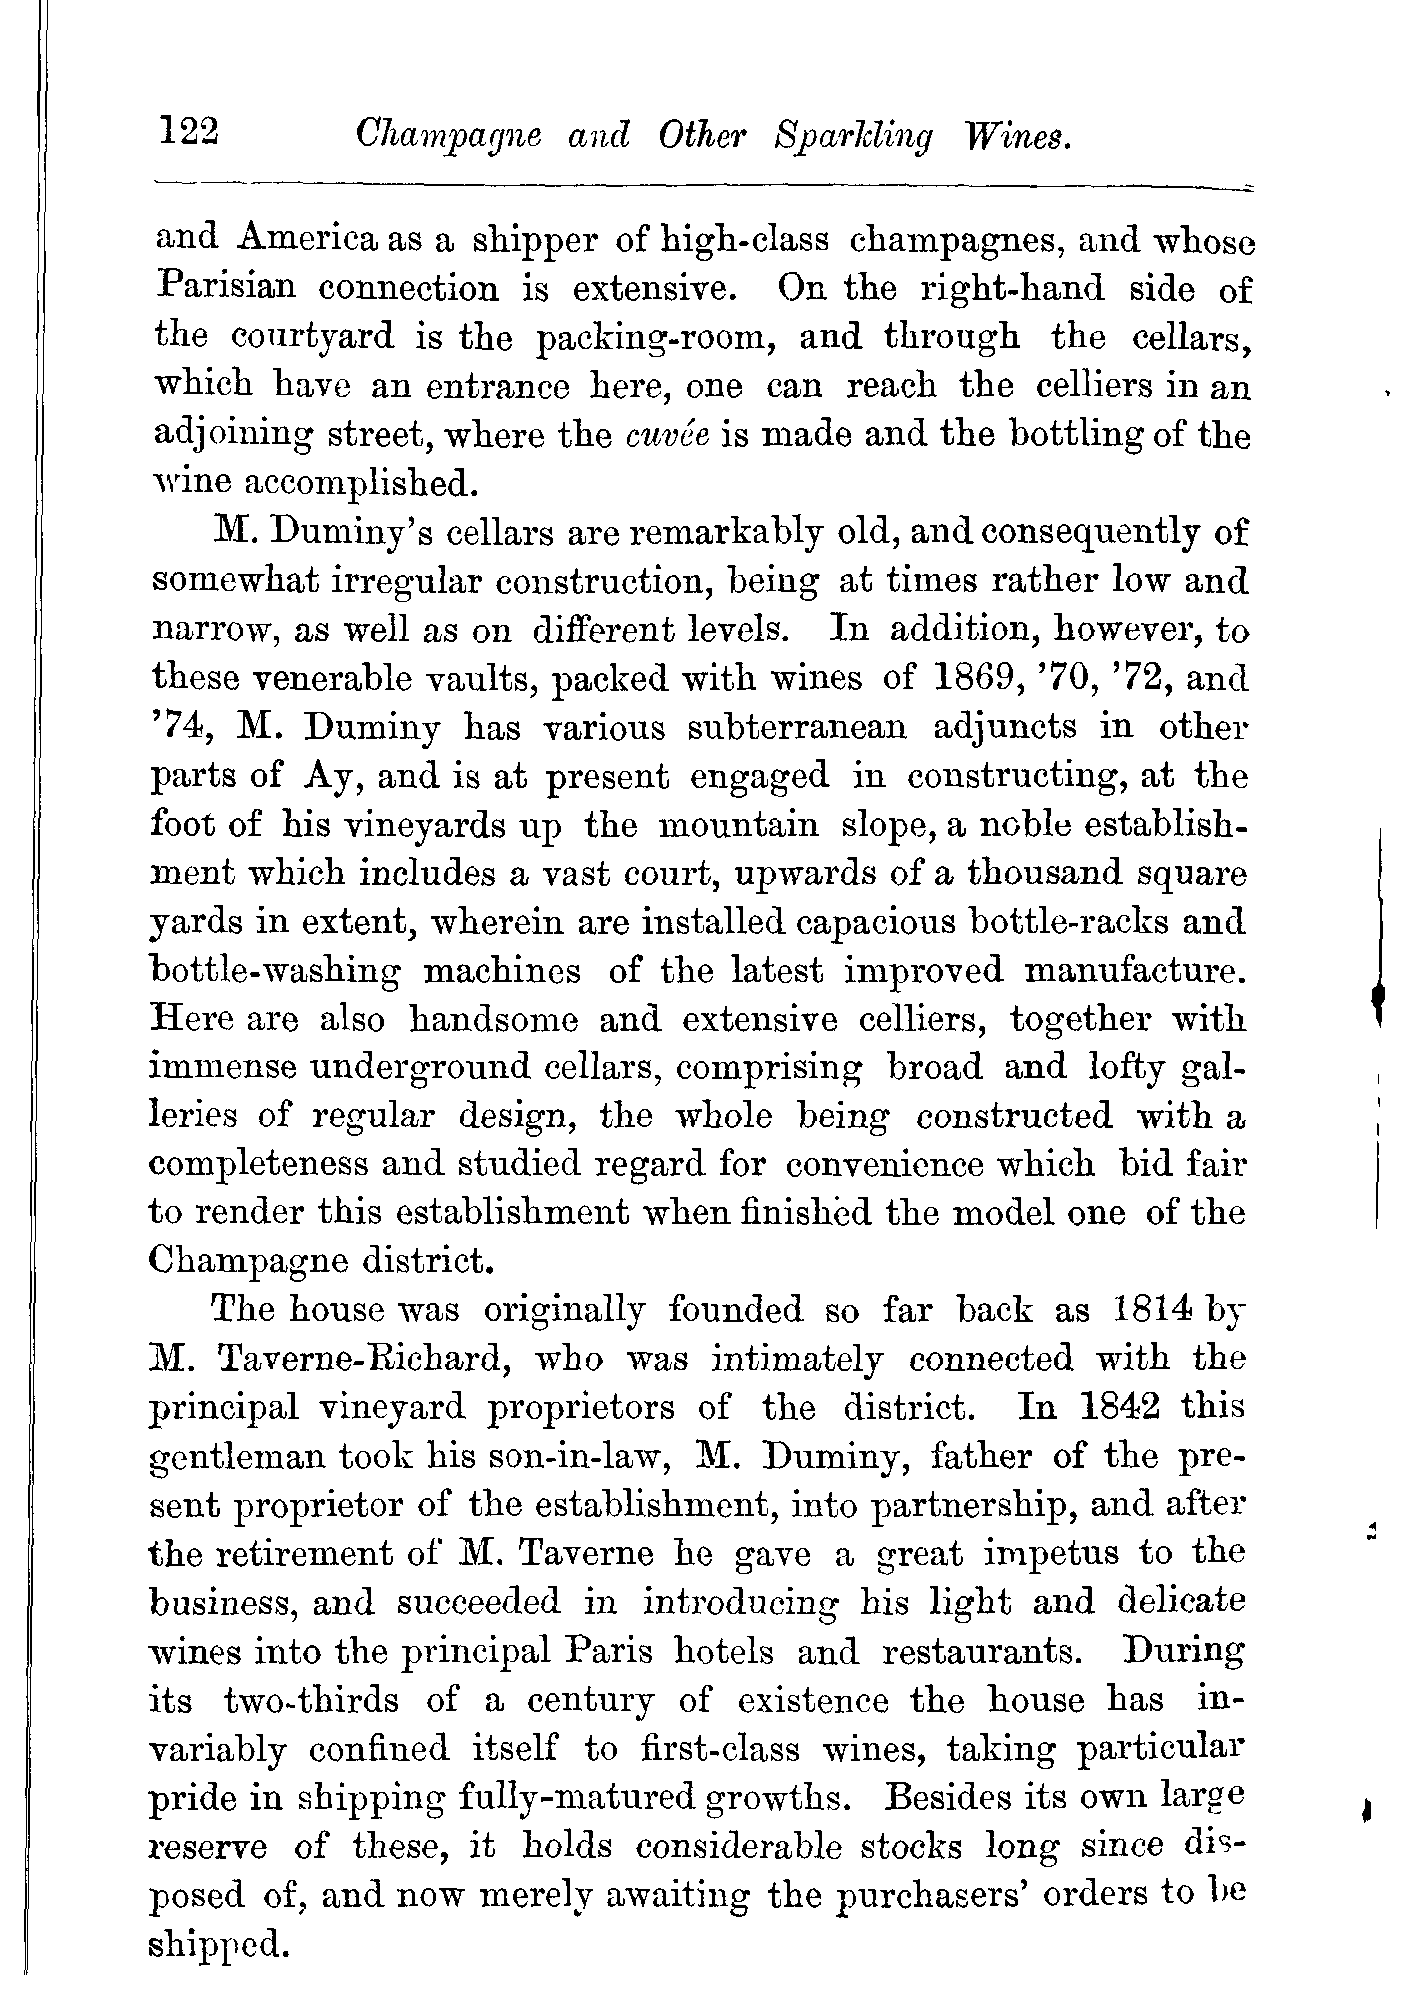 122 Champagne and Other Sparkling Wines.
and America as a shipper of high-class champagnes, and whose
Parisian connection is extensive. On the right-hand side of
the courtyard is the packing-room, and through the cellars,
which have an entrance here, one can reach the celliers in an
adjoining street, where the cuvée is made and the bottling of the
wine accomplished.
M. Duminy's cellars are remarkably old, and consequently of
somewhat irregular construction, being at times rather low and
narrow, as well as on different levels. In addition, however, to
these venerable vaults, packed with wines of 1869, '70, '72, and
'74, M. Duminy has various subterranean adjuncts in other
parts of Ay, and is at present engaged in constructing, at the
foot of his vineyards up the mountain slope, a noble establish-
ment which includes a vast court, upwards of a thousand square
yards in extent, wherein are installed capacious bottle-racks and
bottle-washing machines of the latest improved manufacture.
Here are also handsome and extensive celliers, together with
immense underground cellars, comprising broad and lofty gal-
leries of regular design, the whole being constructed with a
completeness and studied regard for convenience which bid fair
to render this establishment when finished the model one of the
Champagne district.
The house was originally founded so far back as 1814 by
M. Taverne-Richard, who was intimately connected with the
principal vineyard proprietors of the district. In 1842 this
gentleman took his son-in-law, M. Duminy, father of the pre-
sent proprietor of the establishment, into partnership, and after
the retirement of M. Taverne he gave a great impetus to the
business, and succeeded in introducing his light and delicate
wines into the principal Paris hotels and restaurants. During
its two-thirds of a century of existence the house has in-
variably confined itself to first-class wines, taking particular
pride in shipping fully-matured growths. Besides its own large
reserve of these, it holds considerable stocks long since dis-
posed of, and now merely awaiting the purchasers' orders to be
shipped.